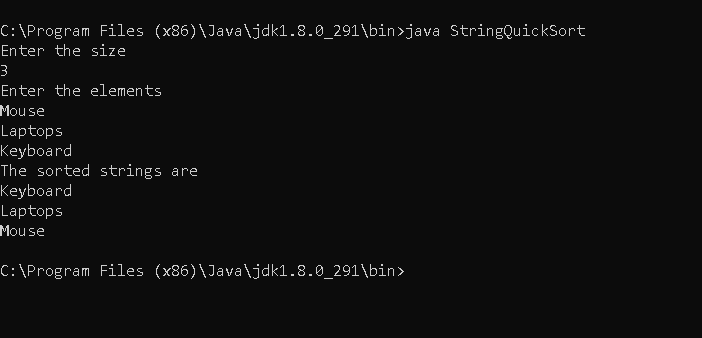 C:\Program Files (x86)\Java\jdk1.8.0_291\bin>java StringQuickSort
Enter the size
3
Enter the elements
Mouse
Laptops
Keyboard
The sorted strings are
Keyboard
Laptops
Mouse
C:\Program Files (x86)\Java\jdk1.8.0_291\bin>